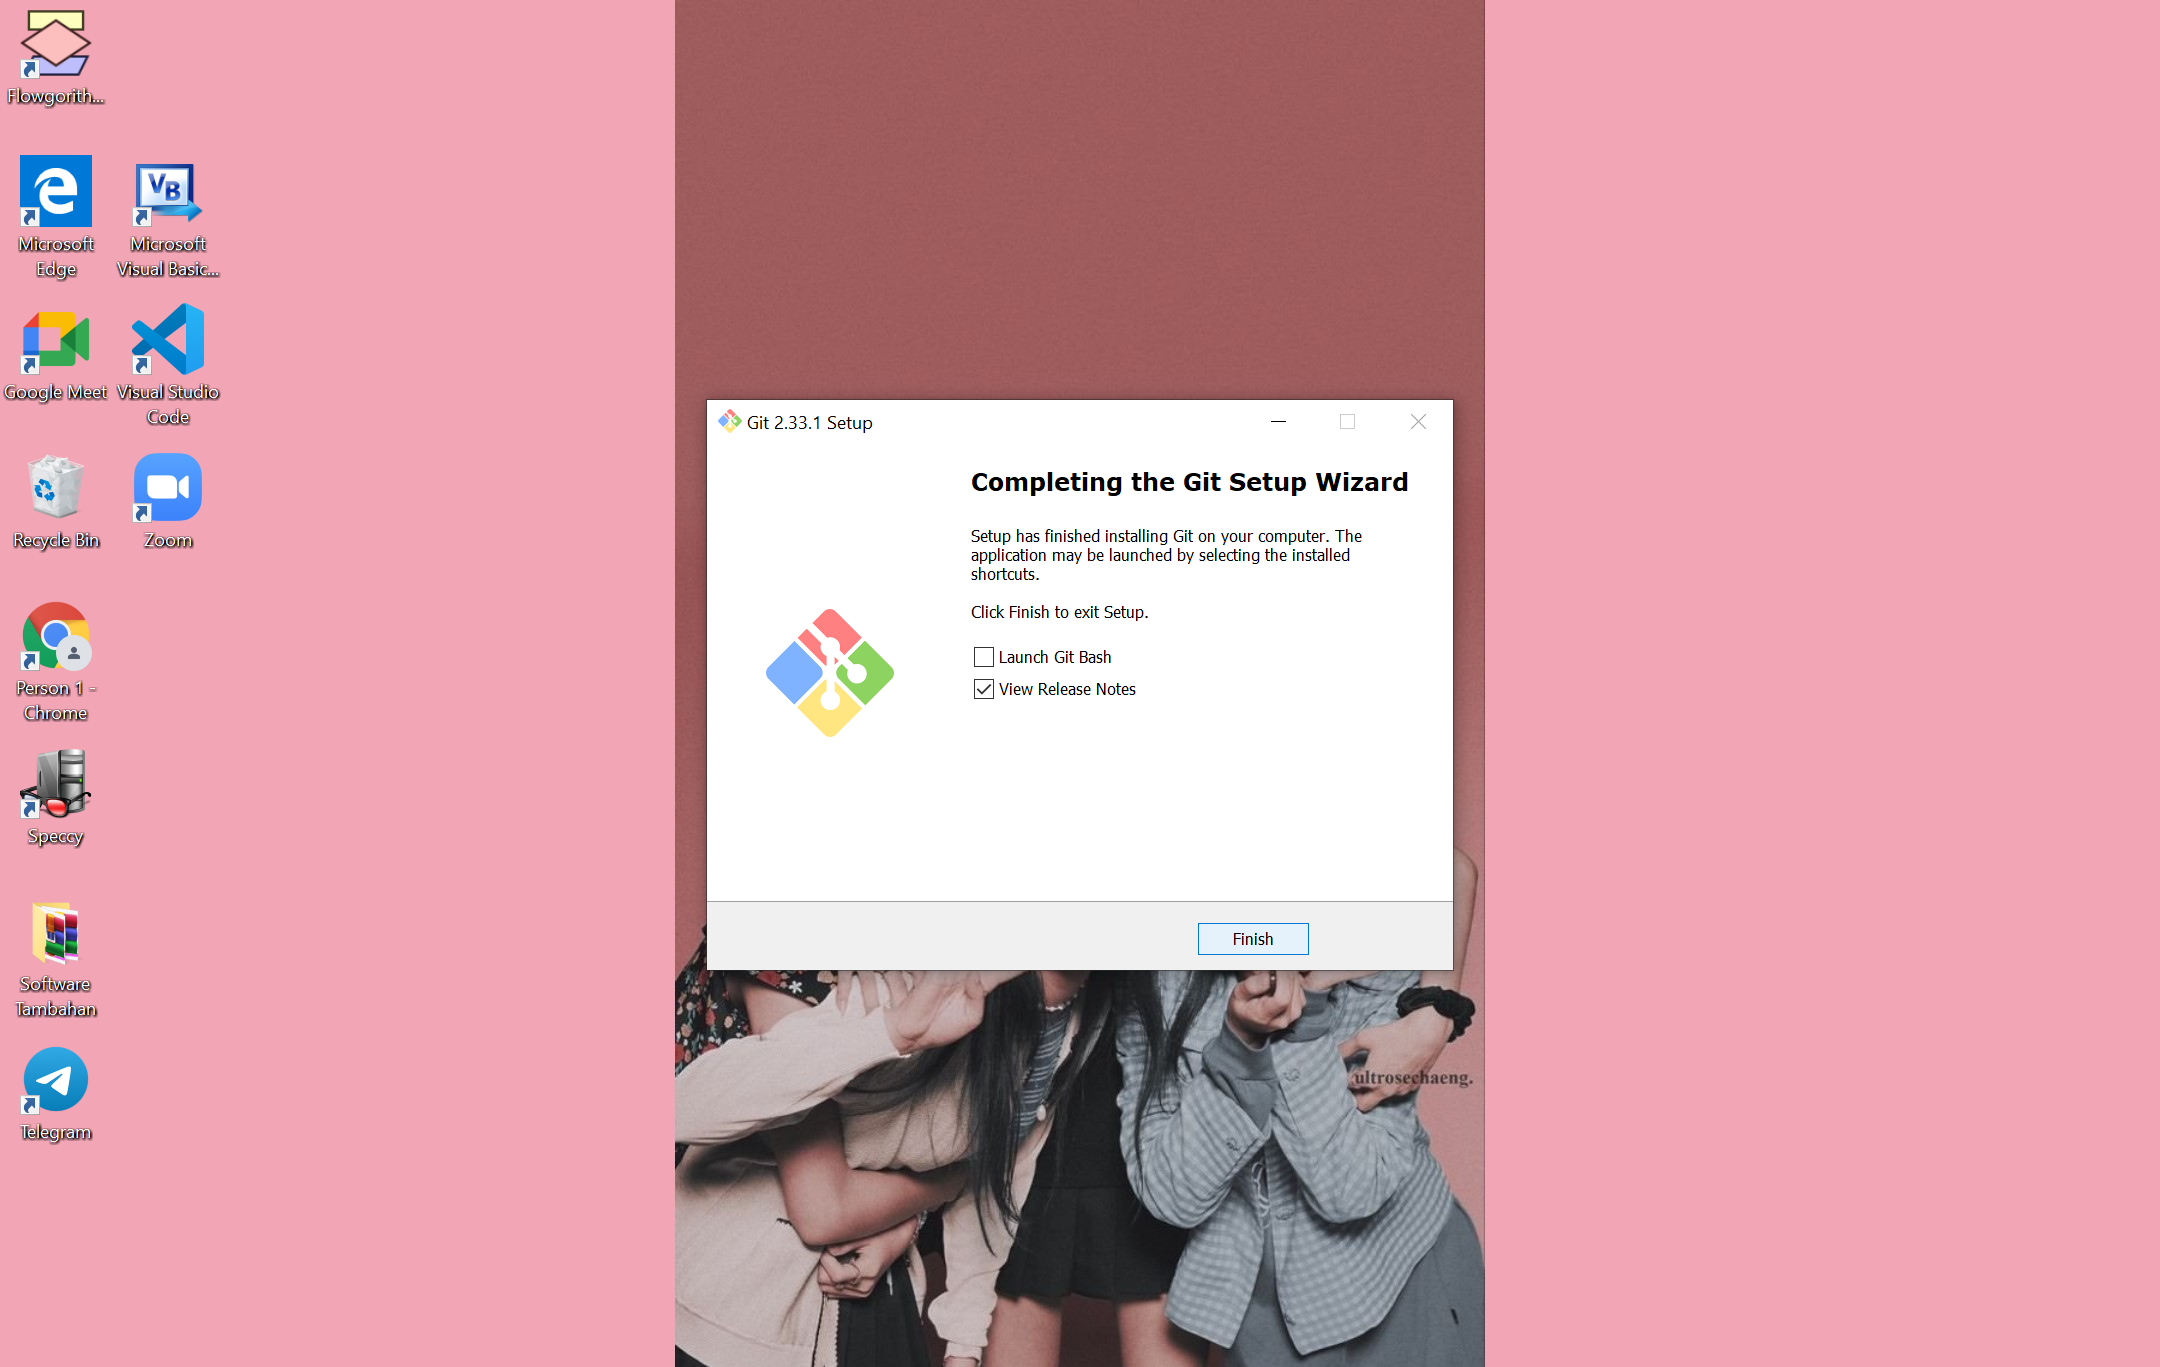 Flowgorith...
Microsoft
Edge
Microsoft
Visual Basic...
Google Meet
Visual Studio
Code
Recycle Bin
Zoom
Person 1 -
Chrome
Speccy
Software
Tambahan
Telegram
Git 2.33.1 Setup
Completing the Git Setup Wizard
Setup has finished installing Git on your computer. The
application may be launched by selecting the installed
shortcuts.
Click Finish to exit Setup.
Launch Git Bash
View Release Notes
Finish
ultrosechaeng.
VB